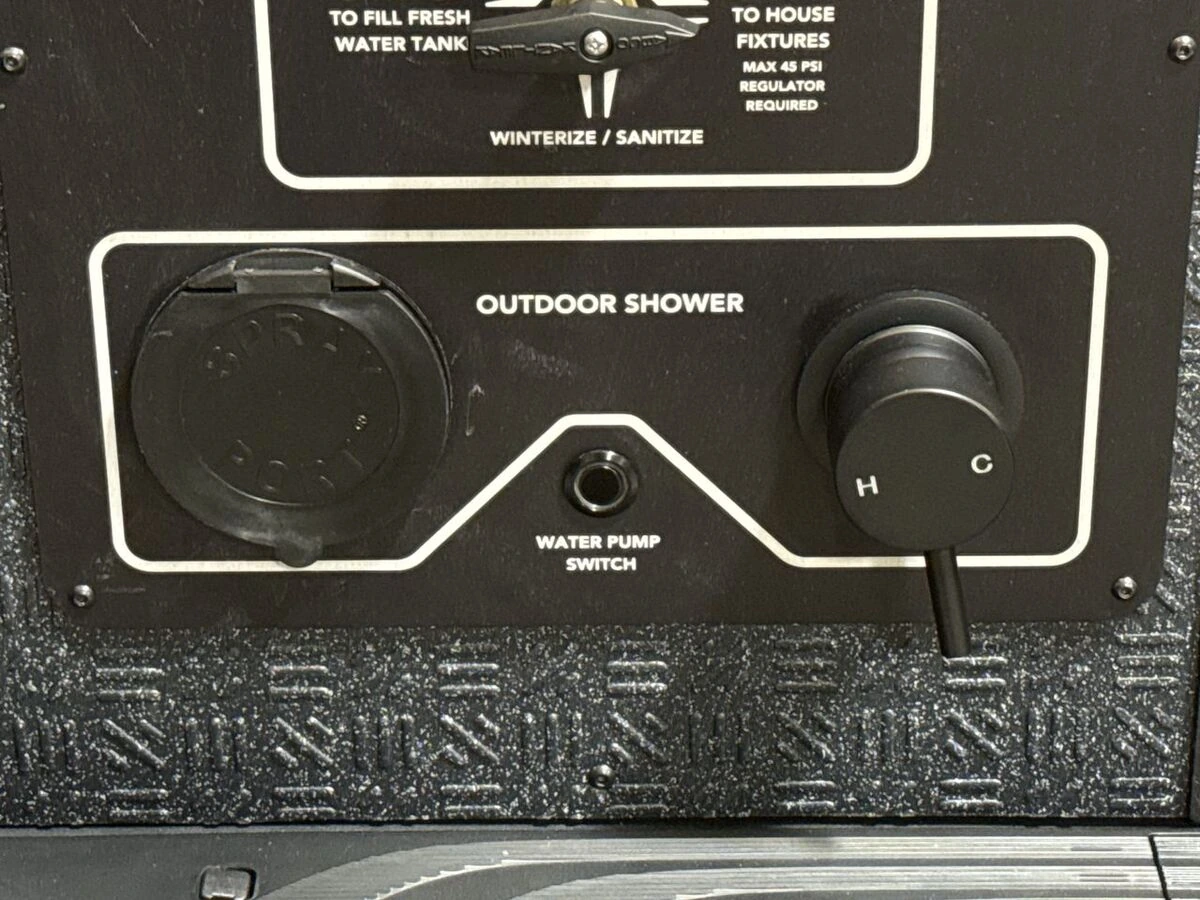 TO FILL FRESH
WATER TANK
TO HOUSE
FIXTURES
MAX 45 PSI
REGULATOR
REQUIRED
WINTERIZE / SANITIZE
OUTDOOR SHOWER
SPRAY
PORT®
H C
WATER PUMP
SWITCH